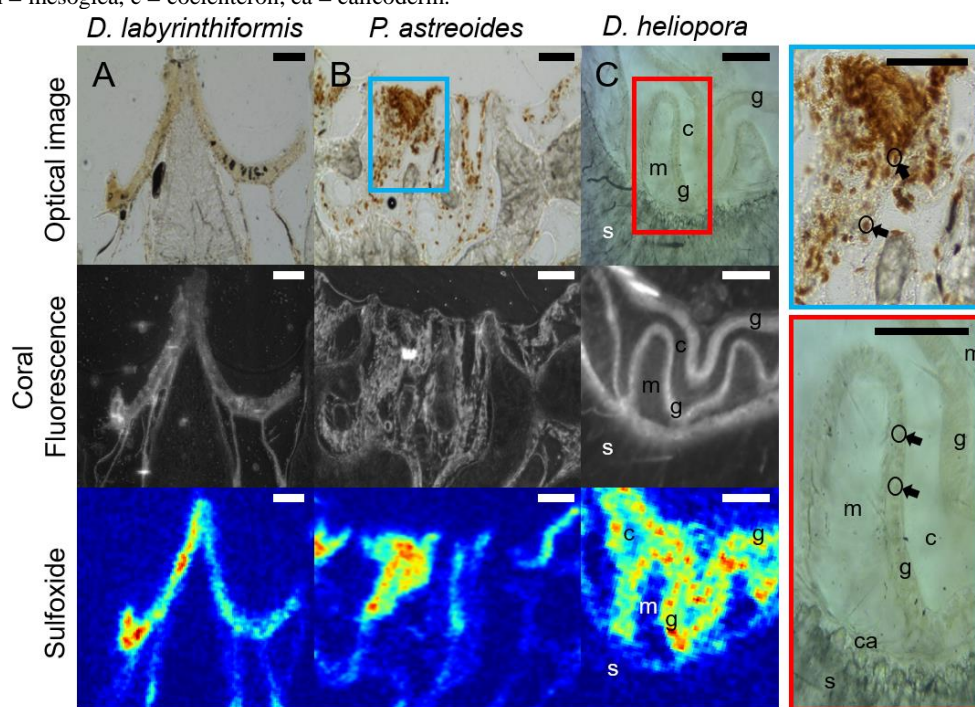 = mesoglea, c = coelenteron, ca = calicoderm.
D. labyrinthiformis P. astreoides D. heliopora
Optical image
A B C
g
c
m
g
s
Coral
Fluorescence
g
c
m
g
s
Sulfoxide
c g
m
g
s
m
g
m
c
g
ca
s